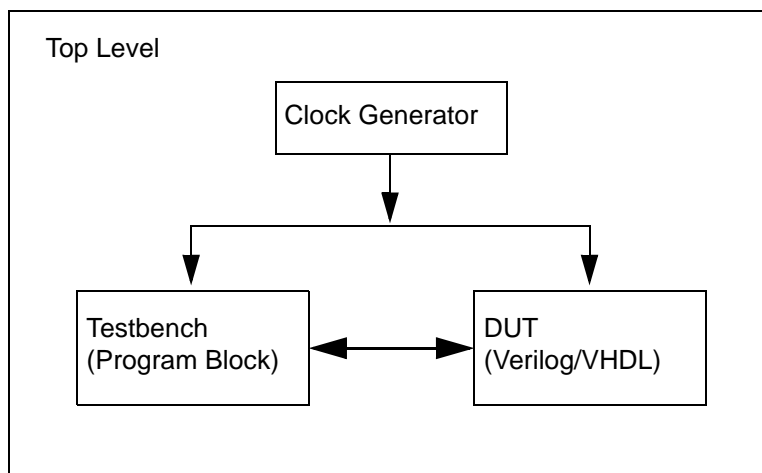 Top Level
Clock Generator
Testbench
(Program Block)
DUT
(Verilog/VHDL)